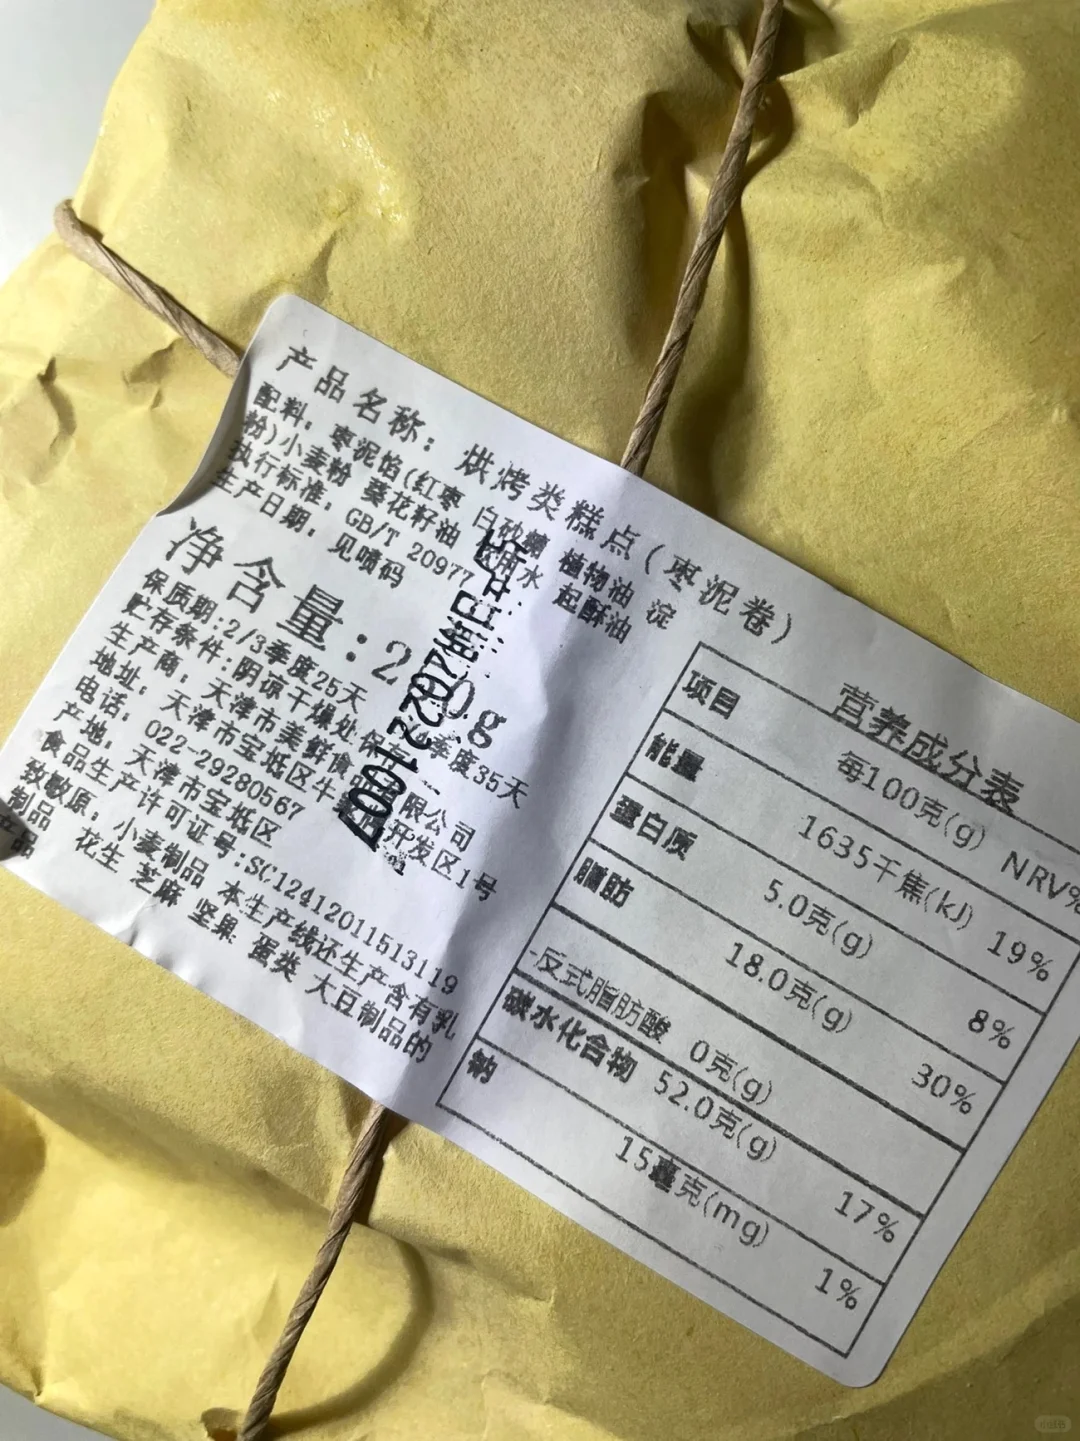 产品名称: 烘烤类糕点(枣泥卷)
配料: 枣泥馅(红枣 白砂糖 植物油 淀
粉)小麦粉 葵花籽油 用水 起酥油
执行标准: GB/T 20977
生产日期: 见喷码
净含量: g
保质期:2/3季度25天 季度35天
贮存条件:阴凉干燥处保存
生产商: 天津市美鲜食品 限公司
地址: 天津市宝坻区牛 开发区1号
电话: 022-29280567
产地: 天津市宝坻区
食品生产许可证号:SC12412011513119
致敏原: 小麦制品 本生产线还生产含有乳
制品 花生 芝麻 坚果 蛋类 大豆制品的
产品
营养成分表
项目 每100克(g) NRV%
能量 1635千焦(kJ) 19%
蛋白质 5.0克(g) 8%
脂肪 18.0克(g) 30%
-反式脂肪酸 0克(g)
碳水化合物 52.0克(g) 17%
钠 15毫克(mg) 1%